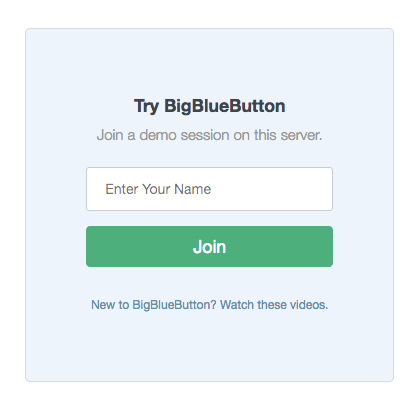 Try BigBlueButton
Join a demo session on this server.
Enter Your Name
Join
New to BigBlueButton? Watch these videos.